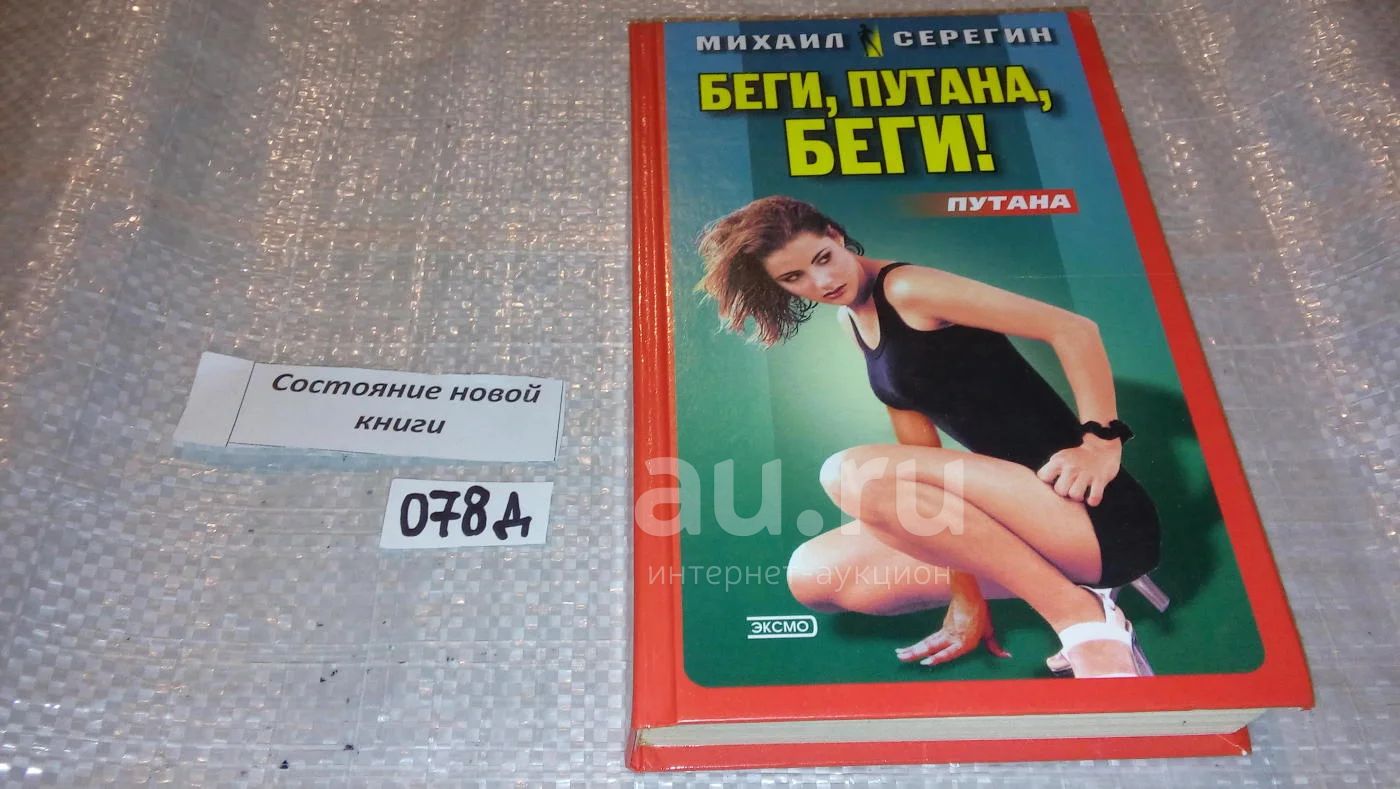 МИХАИЛ СЕРЕГИН
БЕГИ, ПУТАНА,
БЕГИ!
ПУТАНА
Состояние новой
книги
078д
au.ru
интернет-аукцион
ЭКСМО